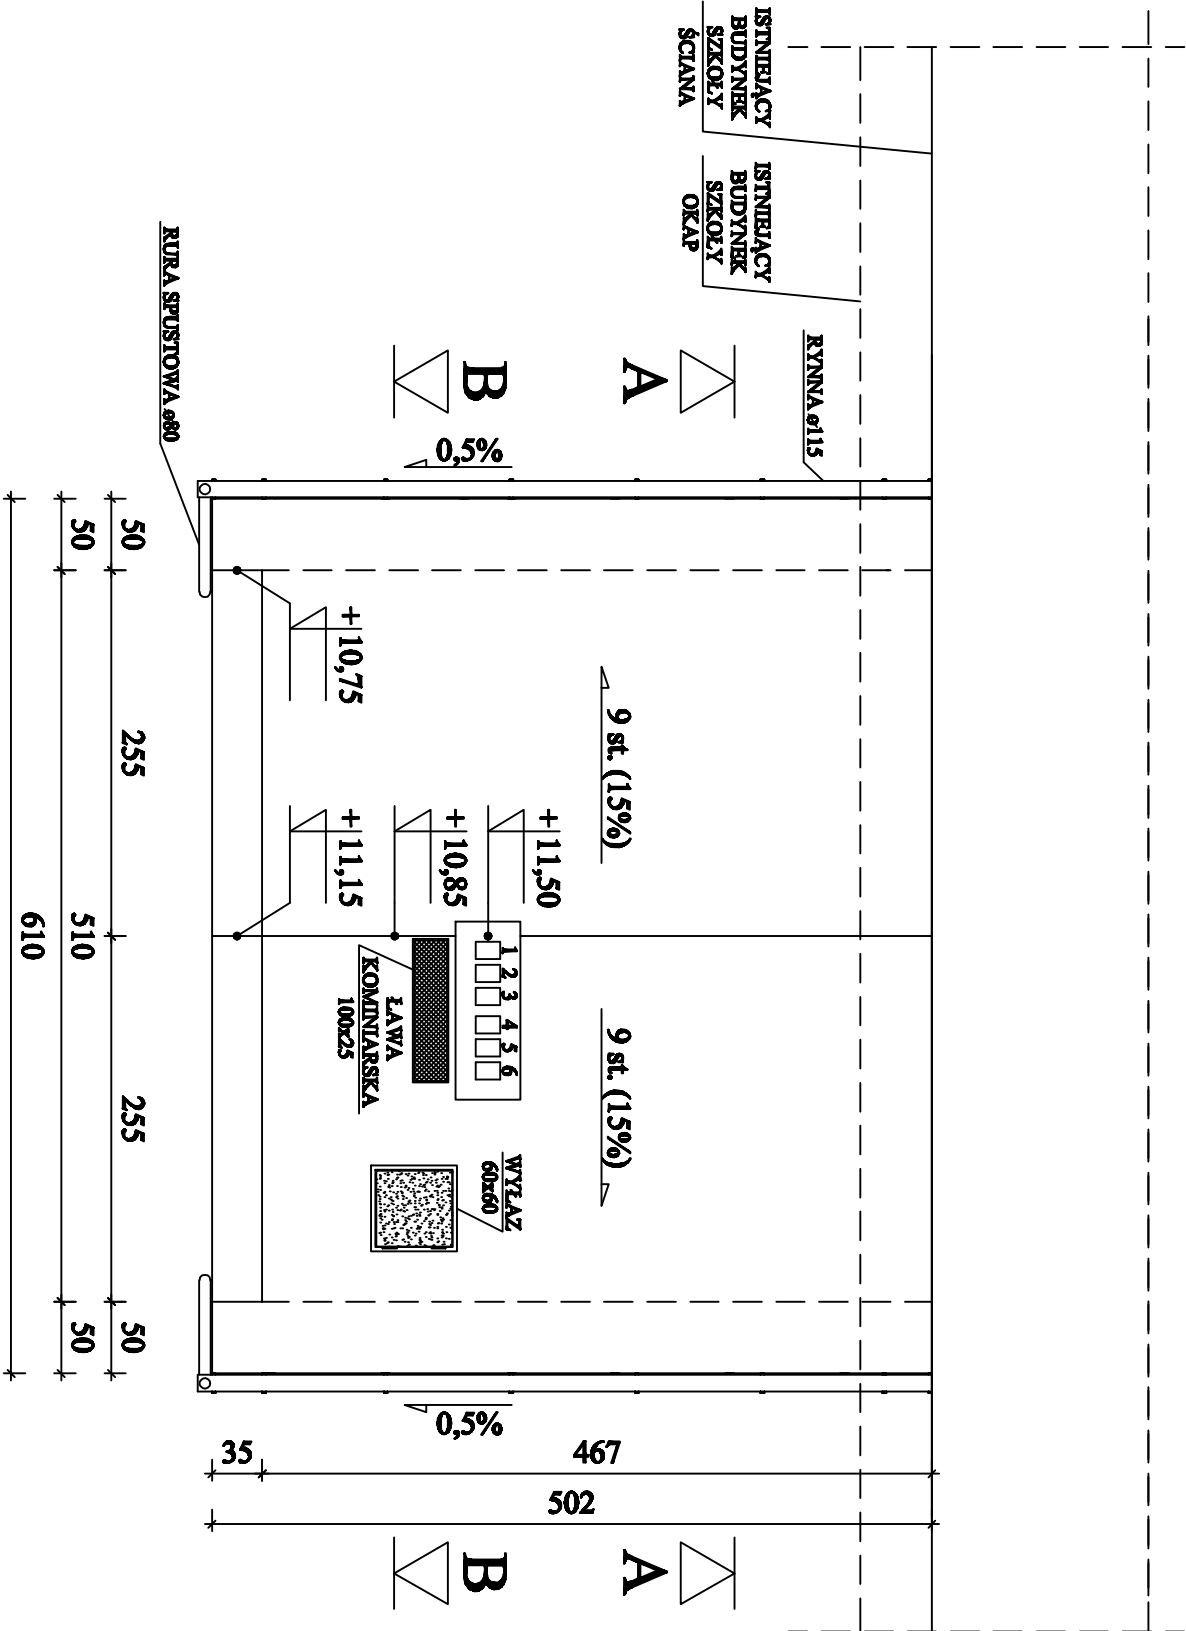 ISTNIEJĄCY
BUDYNEK
SZKOŁY
ŚCIANA
ISTNIEJĄCY
BUDYNEK
SZKOŁY
OKAP
RYNNA ø115
RURA SPUSTOWA ø80
A
B
0,5%
9 st. (15%)
9 st. (15%)
+ 10,75
+ 11,50
+ 10,85
+ 11,15
1
2
3
4
5
6
ŁAWA
KOMINIARSKA
100x25
WYŁAZ
60x60
0,5%
A
B
467
35
502
50
255
255
50
50
510
50
610